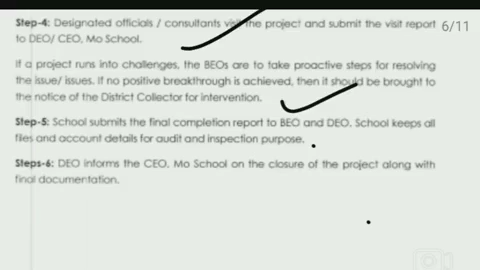 Step-4: Designated officials / consultants visit the project and submit the visit report
to DEO/ CEO, Mo School.
6/11
If a project runs into challenges, the BEOs are to take proactive steps for resolving
the issue/ issues. If no positive breakthrough is achieved, then it should be brought to
the notice of the District Collector for intervention.
Step-5: School submits the final completion report to BEO and DEO. School keeps all
files and account details for audit and inspection purpose.
Steps-6: DEO informs the CEO, Mo School on the closure of the project along with
final documentation.